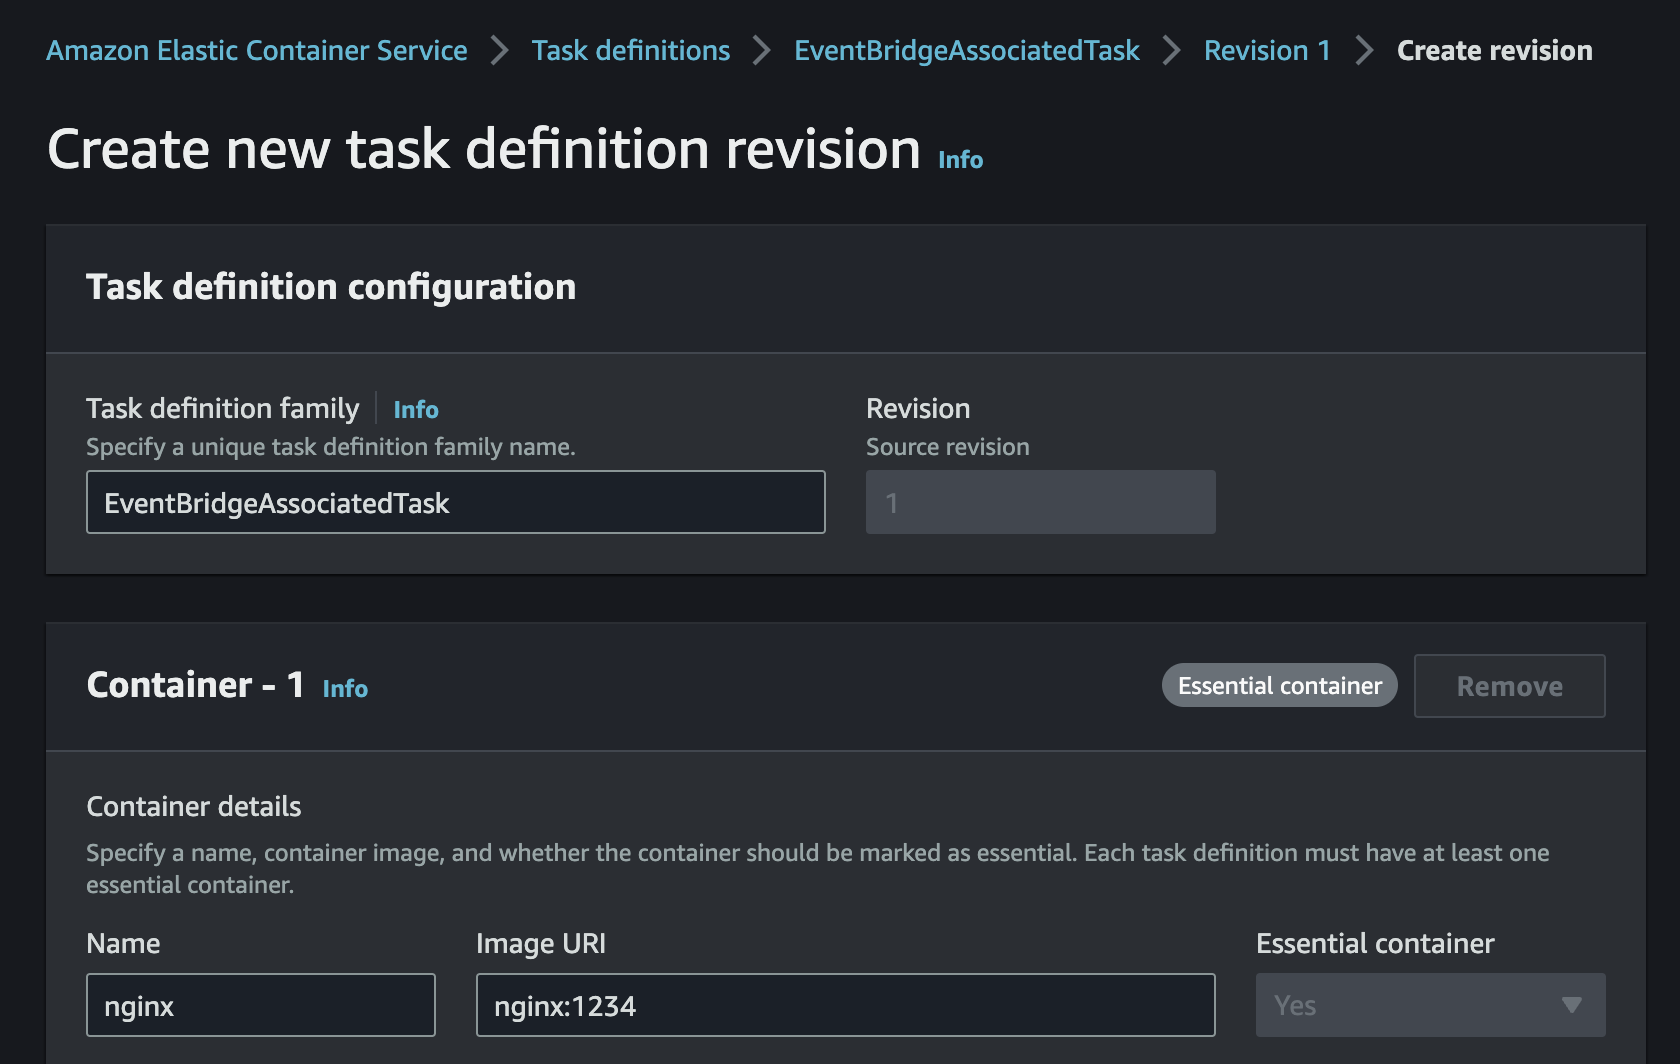 Amazon Elastic Container Service > Task definitions > EventBridgeAssociatedTask > Revision 1 > Create revision
Create new task definition revision Info
Task definition configuration
Task definition family Info
Specify a unique task definition family name.
EventBridgeAssociatedTask
Revision
Source revision
1
Container - 1 Info
Essential container
Remove
Container details
Specify a name, container image, and whether the container should be marked as essential. Each task definition must have at least one
essential container.
Name
nginx
Image URI
nginx:1234
Essential container
Yes